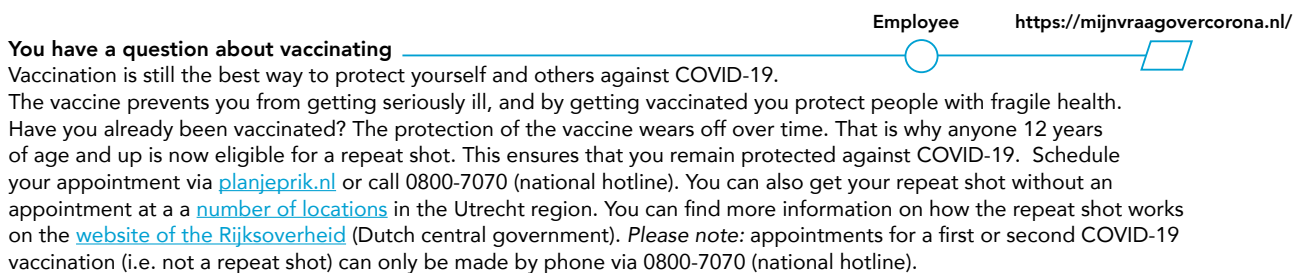 Employee https://mijnvraagovercorona.nl/
You have a question about vaccinating
Vaccination is still the best way to protect yourself and others against COVID-19.
The vaccine prevents you from getting seriously ill, and by getting vaccinated you protect people with fragile health.
Have you already been vaccinated? The protection of the vaccine wears off over time. That is why anyone 12 years
of age and up is now eligible for a repeat shot. This ensures that you remain protected against COVID-19.  Schedule
your appointment via planjeprik.nl or call 0800-7070 (national hotline). You can also get your repeat shot without an
appointment at a a number of locations in the Utrecht region. You can find more information on how the repeat shot works
on the website of the Rijksoverheid (Dutch central government). Please note: appointments for a first or second COVID-19
vaccination (i.e. not a repeat shot) can only be made by phone via 0800-7070 (national hotline).